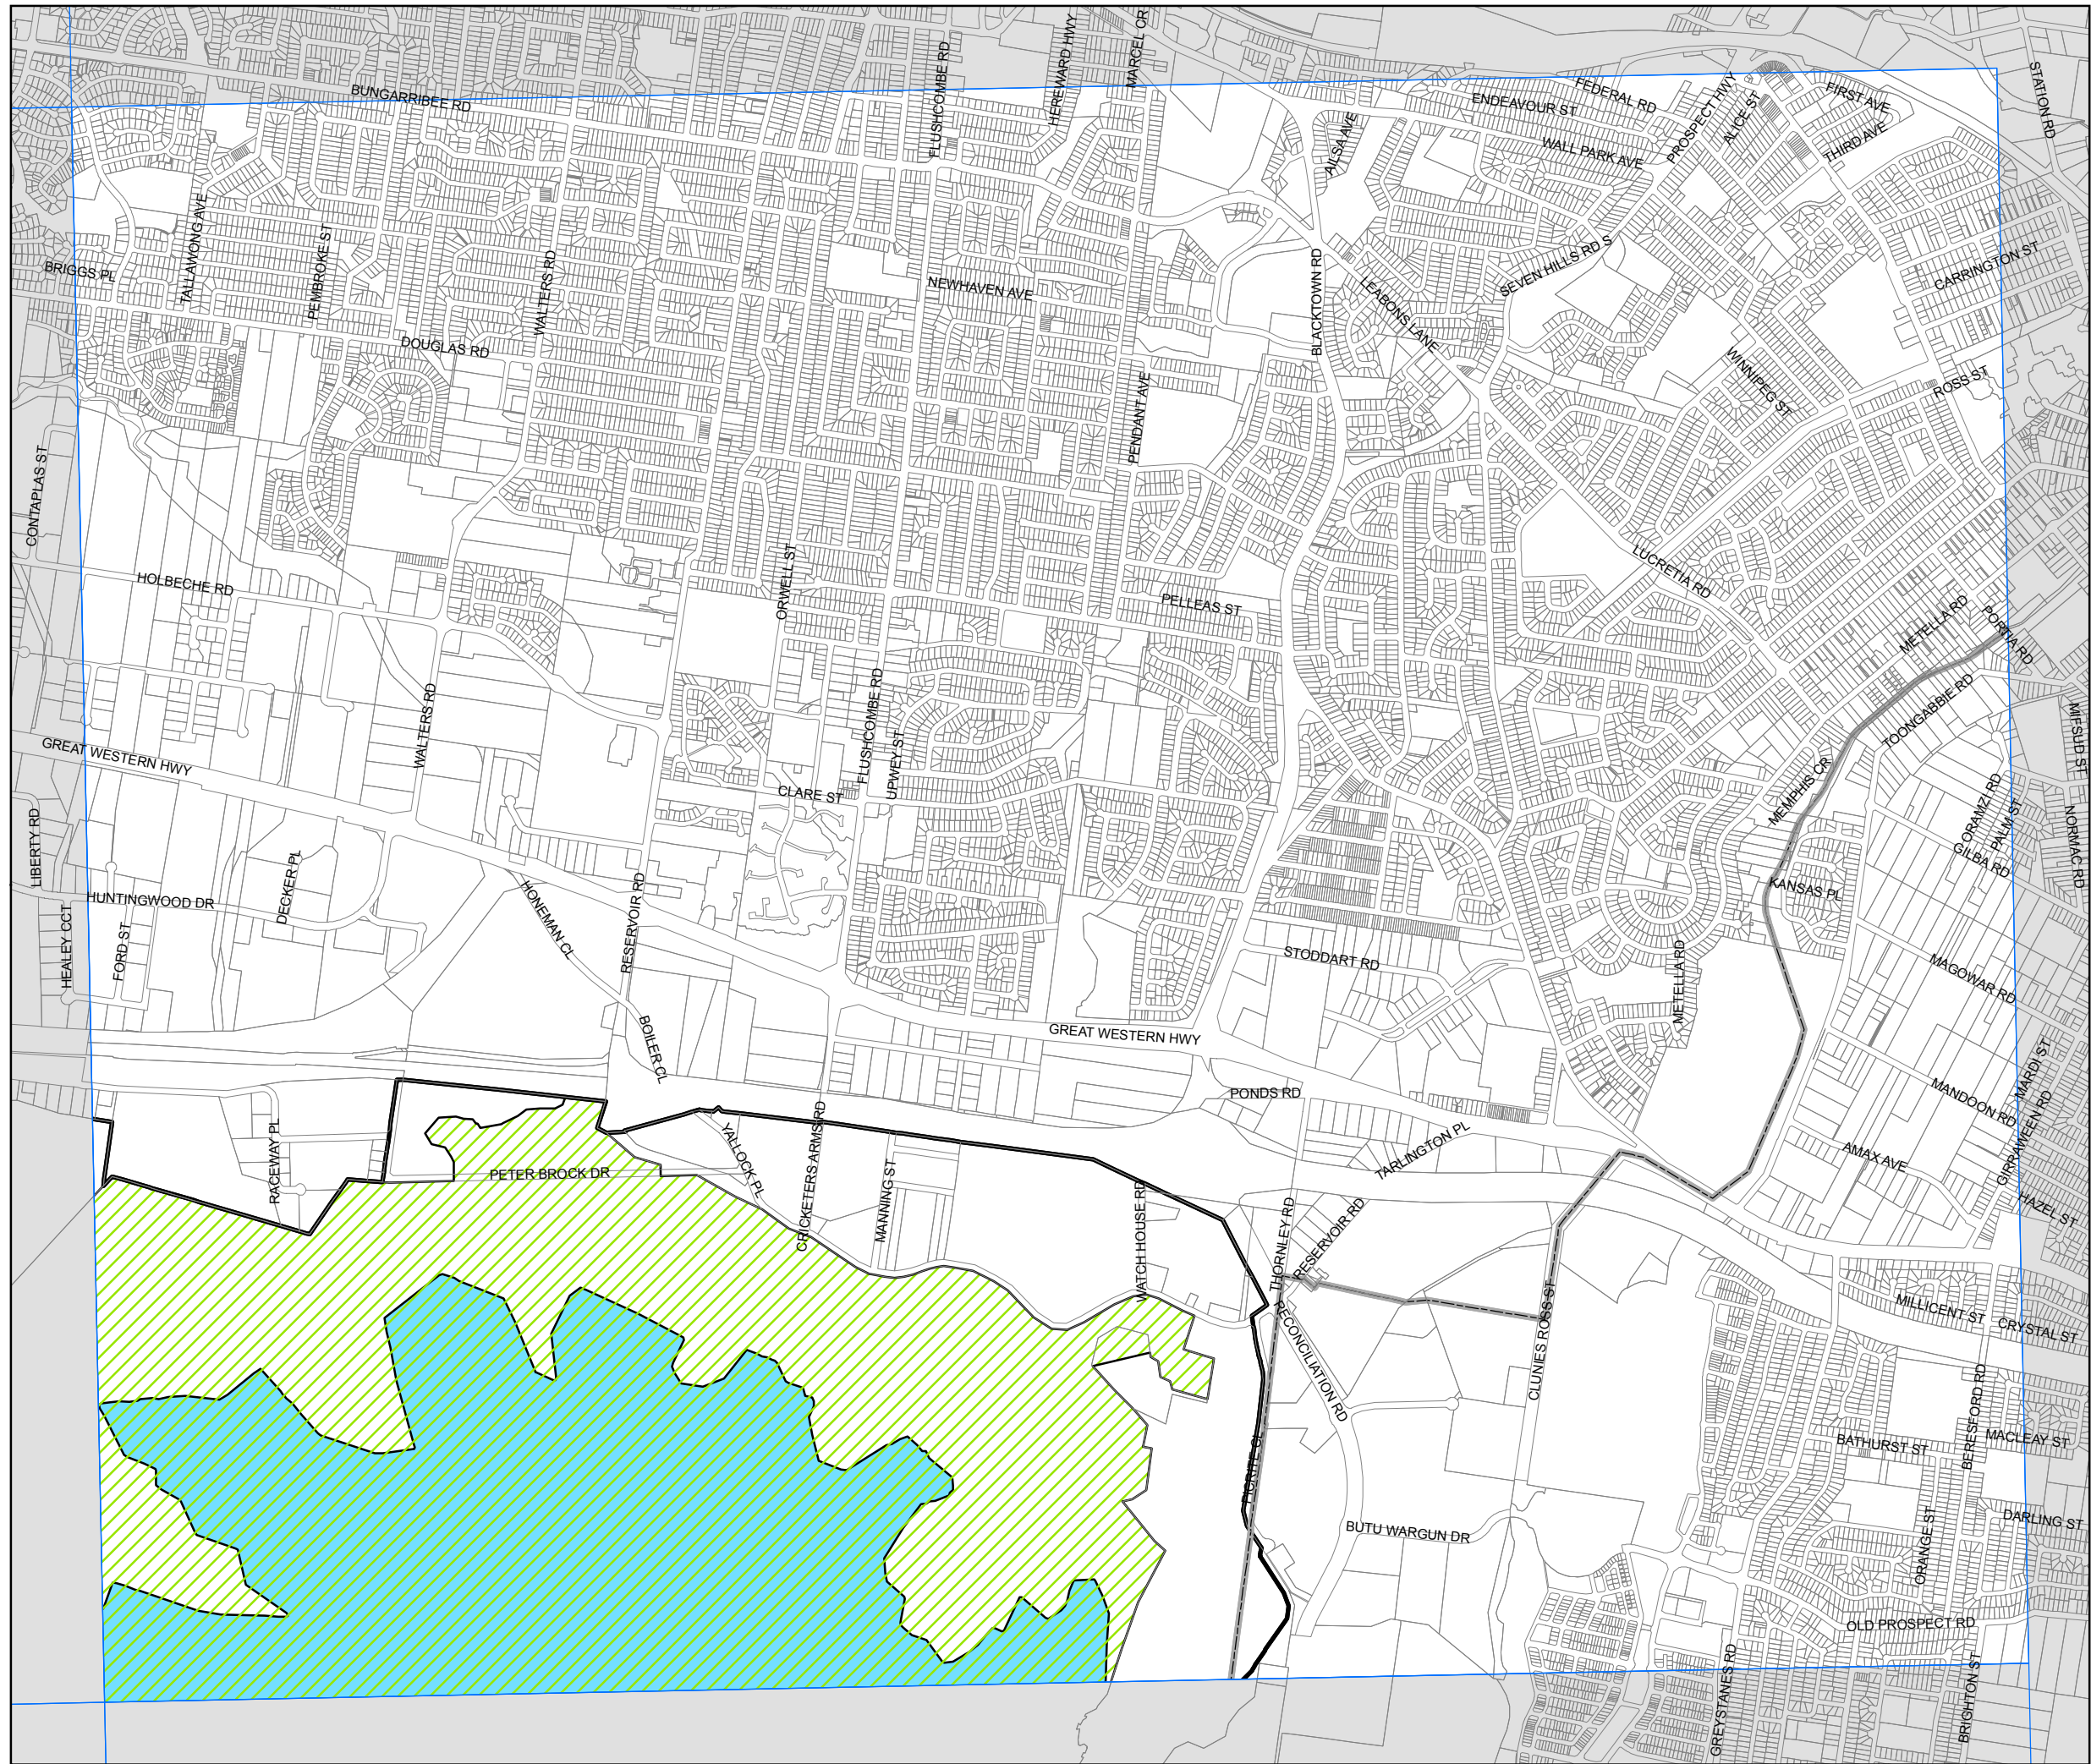 STATION RD
HEREWARD HWY
MARCEL CR
FLUSHCOMBE RD
BUNGARRIBEE RD
FEDERAL RD
ENDEAVOUR ST
PROSPECT HWY
ALICE ST
FIRST AVE
THIRD AVE
AILSA AVE
WALL PARK AVE
TALLAWONG AVE
PEMBROKE ST
WALTERS RD
BRIGGS PL
NEWHAVEN AVE
BLACKTOWN RD
LEABONS LANE
SEVEN HILLS RD S
CARRINGTON ST
DOUGLAS RD
WINNIPEG ST
ROSS ST
PENDANT AVE
CONTAPLAS ST
HOLBECHE RD
ORWELL ST
PELLEAS ST
LUCRETIA RD
METELLA RD
PORTIA RD
TOONGABBIE RD
GREAT WESTERN HWY
WALTERS RD
FLUSHCOMBE RD
UPWEY ST
CLARE ST
MEMPHIS CR
MIFSUD ST
ORAMZI RD
PALM ST
GILBA RD
NORMAC RD
LIBERTY RD
HUNTINGWOOD DR
DECKER PL
HEALEY CCT
FORD ST
HONEMAN CL
RESERVOIR RD
KANSAS PL
STODDART RD
METELLA RD
MAGOWAR RD
BOILER CL
GREAT WESTERN HWY
PONDS RD
MARDI ST
MANDOON RD
GIRRAWEEN RD
TARLINGTON PL
AMAX AVE
HAZEL ST
RACEWAY PL
PETER BROCK DR
YALLOCK PL
CRICKETERS ARMS RD
MANNING ST
WATCH HOUSE RD
THORNLEY RD
RESERVOIR RD
RECONCILIATION RD
CLUNIES ROSS ST
MILLICENT ST
CRYSTAL ST
BERESFORD RD
BATHURST ST
MACLEAY ST
PICRITE CL
BUTU WARGUN DR
ORANGE ST
DARLING ST
OLD PROSPECT RD
GREYSTANES RD
BRIGHTON ST